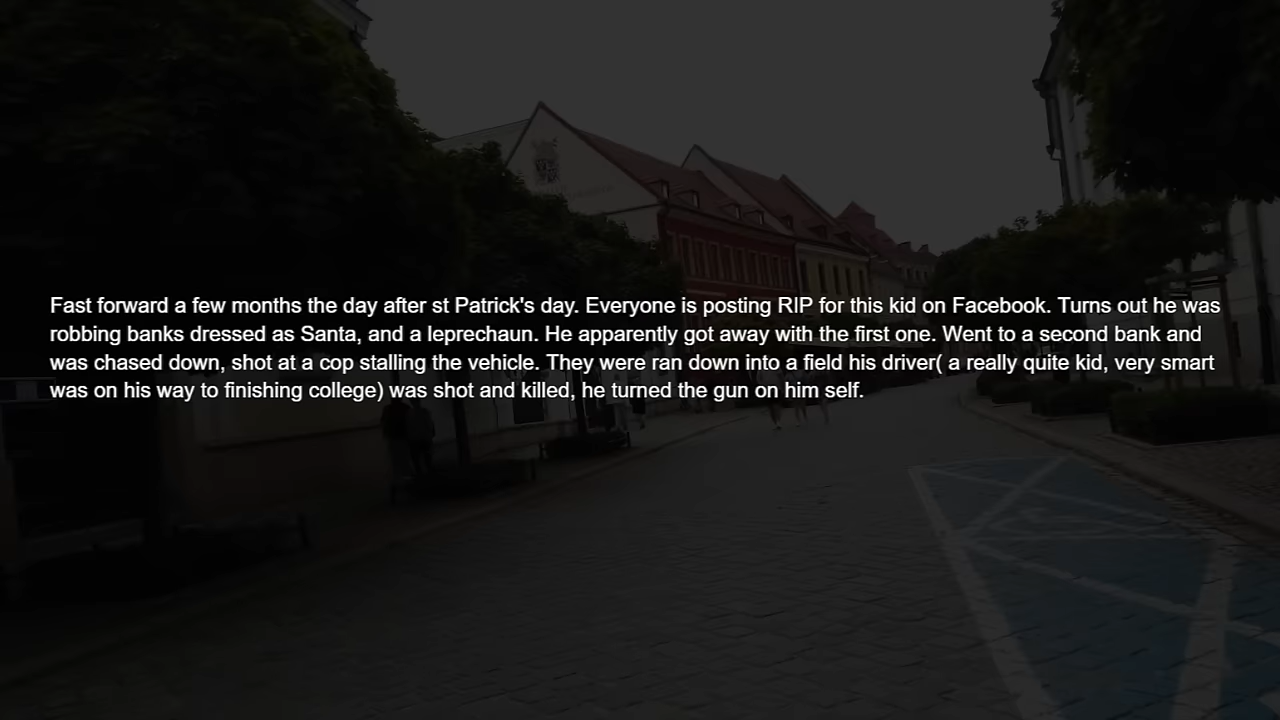 Fast forward a few months the day after st Patrick's day. Everyone is posting RIP for this kid on Facebook. Turns out he was
robbing banks dressed as Santa, and a leprechaun. He apparently got away with the first one. Went to a second bank and
was chased down, shot at a cop stalling the vehicle. They were ran down into a field his driver( a really quite kid, very smart
was on his way to finishing college) was shot and killed, he turned the gun on him self.